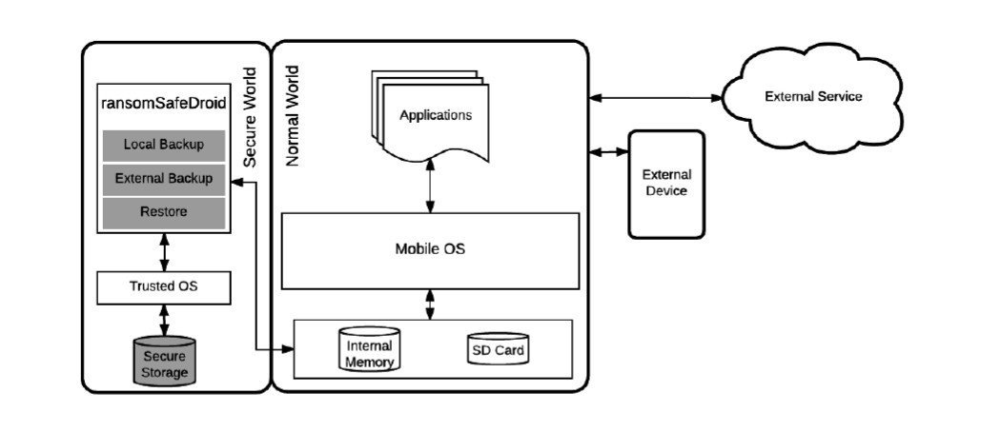 ransomSafeDroid
Local Backup
External Backup
Restore
Trusted OS
Secure
Storage
Secure World
Normal World
Applications
Mobile OS
Internal
Memory
SD Card
External Service
External
Device